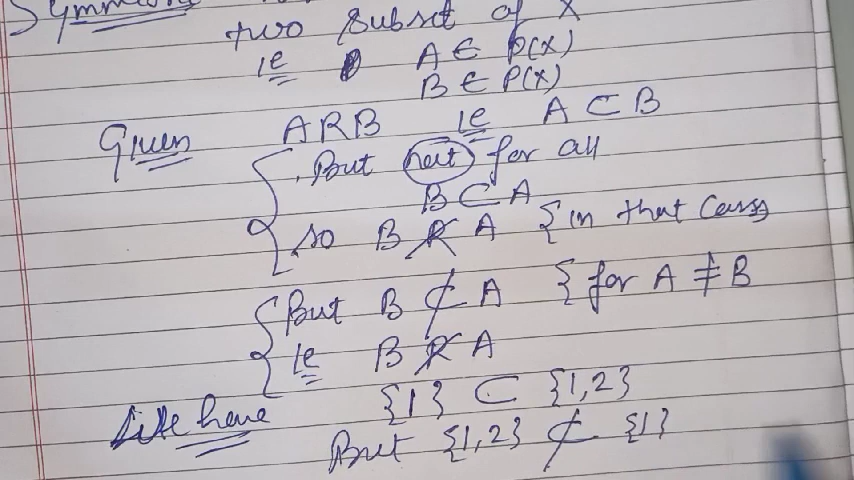 Symmetric
two subset of X
ie A ∈ P(X)
B ∈ P(X)
Given ARB ie A ⊂ B
But not for all
B ⊂ A
so B R̸ A {in that case
But B ⊄ A {for A ≠ B
ie B R̸ A
Like here {1} ⊂ {1,2}
But {1,2} ⊄ {1}